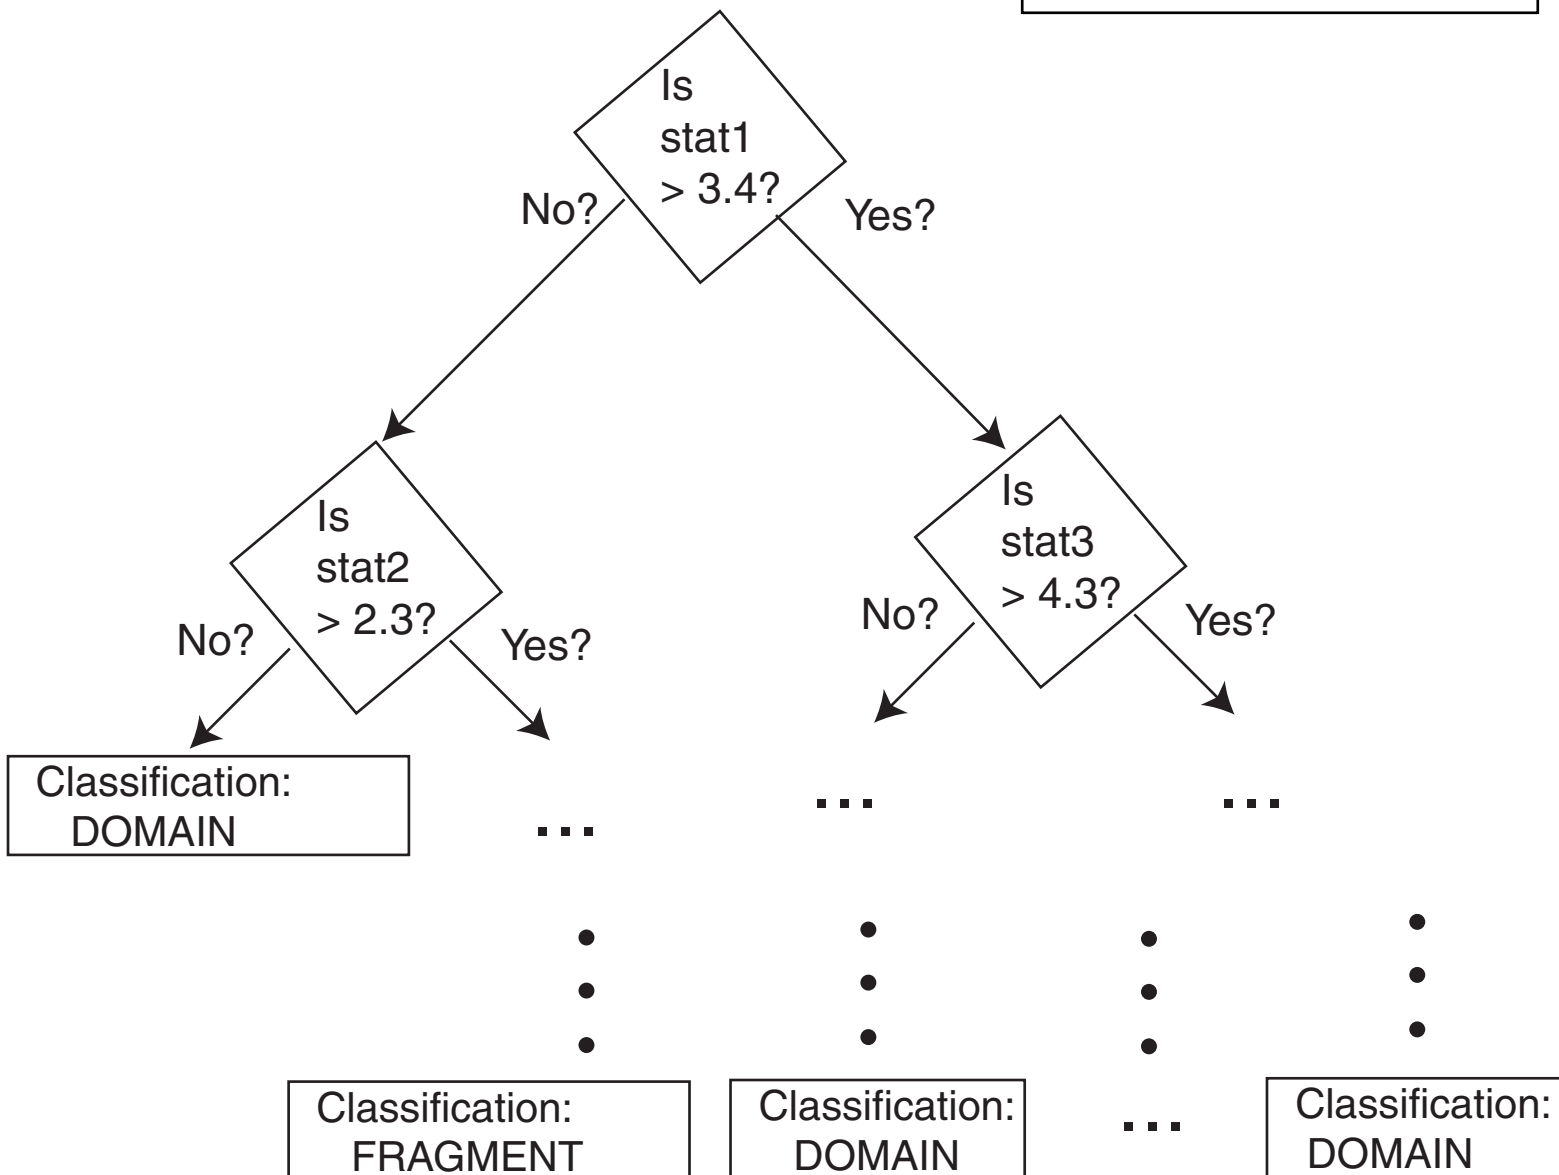 Is
stat1
> 3.4?
No?
Yes?
Is
stat2
> 2.3?
No?
Yes?
Is
stat3
> 4.3?
No?
Yes?
Classification:
DOMAIN
...
...
...
Classification:
FRAGMENT
Classification:
DOMAIN
...
Classification:
DOMAIN